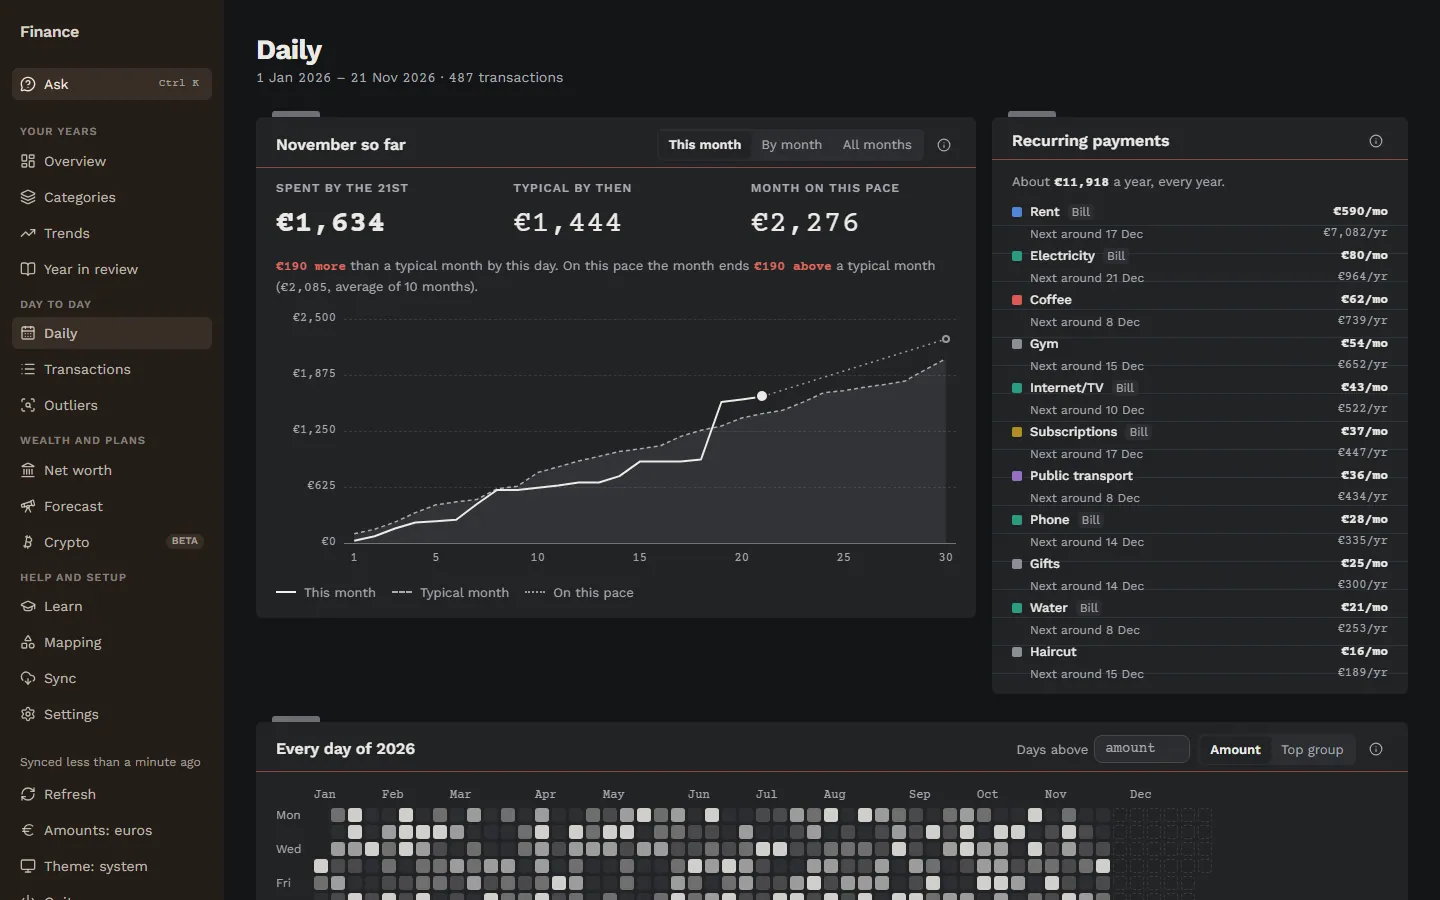 Finance
Ask
Ctrl K
YOUR YEARS
Overview
Categories
Trends
Year in review
DAY TO DAY
Daily
Transactions
Outliers
WEALTH AND PLANS
Net worth
Forecast
Crypto BETA
HELP AND SETUP
Learn
Mapping
Sync
Settings
Synced less than a minute ago
Refresh
Amounts: euros
Theme: system
Daily
1 Jan 2026 – 21 Nov 2026 · 487 transactions
November so far
This month By month All months
SPENT BY THE 21ST TYPICAL BY THEN MONTH ON THIS PACE
€1,634 €1,444 €2,276
€190 more than a typical month by this day. On this pace the month ends €190 above a typical month
(€2,085, average of 10 months).
€2,500
€1,875
€1,250
€625
€0
1 5 10 15 20 25 30
This month Typical month On this pace
Recurring payments
About €11,918 a year, every year.
Rent Bill €590/mo
Next around 17 Dec €7,082/yr
Electricity Bill €80/mo
Next around 21 Dec €964/yr
Coffee €62/mo
Next around 8 Dec €739/yr
Gym €54/mo
Next around 15 Dec €652/yr
Internet/TV Bill €43/mo
Next around 10 Dec €522/yr
Subscriptions Bill €37/mo
Next around 17 Dec €447/yr
Public transport €36/mo
Next around 8 Dec €434/yr
Phone Bill €28/mo
Next around 14 Dec €335/yr
Gifts €25/mo
Next around 14 Dec €300/yr
Water Bill €21/mo
Next around 8 Dec €253/yr
Haircut €16/mo
Next around 15 Dec €189/yr
Every day of 2026
Days above amount Amount Top group
Jan Feb Mar Apr May Jun Jul Aug Sep Oct Nov Dec
Mon
Wed
Fri